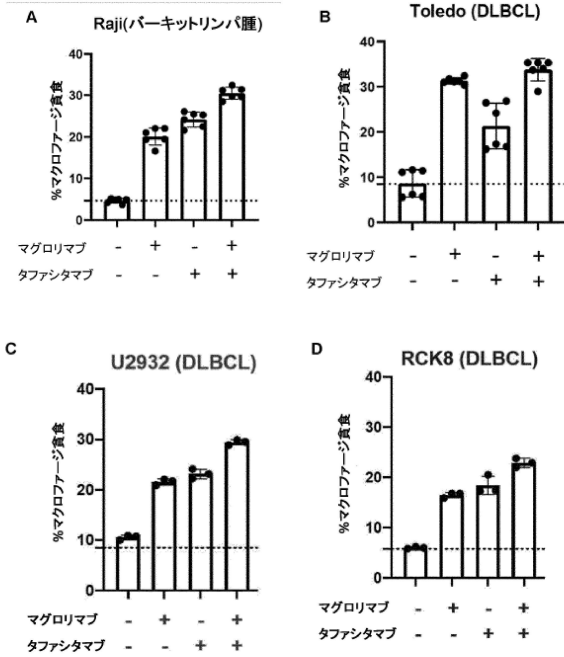 A
Raji(バーキットリンパ腫)
%マクロファージ貪食
40
30
20
10
0
マグロリマブ - + - +
タファシタマブ - - + +
B
Toledo (DLBCL)
%マクロファージ貪食
40
30
20
10
0
マグロリマブ - + - +
タファシタマブ - - + +
C
U2932 (DLBCL)
%マクロファージ貪食
40
30
20
10
0
マグロリマブ - + - +
タファシタマブ - - + +
D
RCK8 (DLBCL)
%マクロファージ貪食
40
30
20
10
0
マグロリマブ - + - +
タファシタマブ - - + +